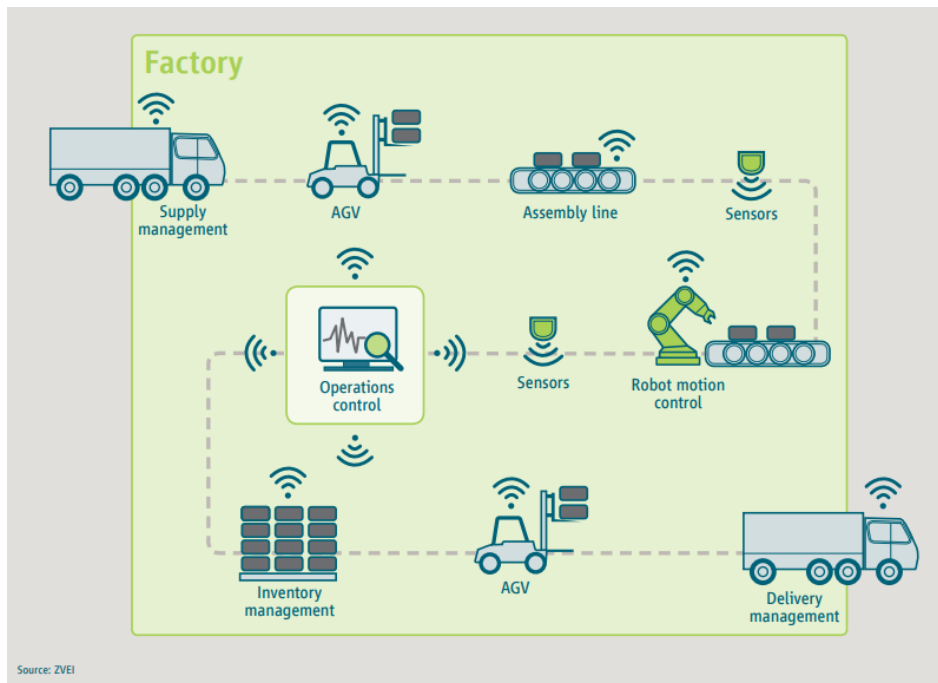 Factory
Supply
management
AGV
Assembly line
Sensors
Operations
control
Sensors
Robot motion
control
Inventory
management
AGV
Delivery
management
Source: ZVEI